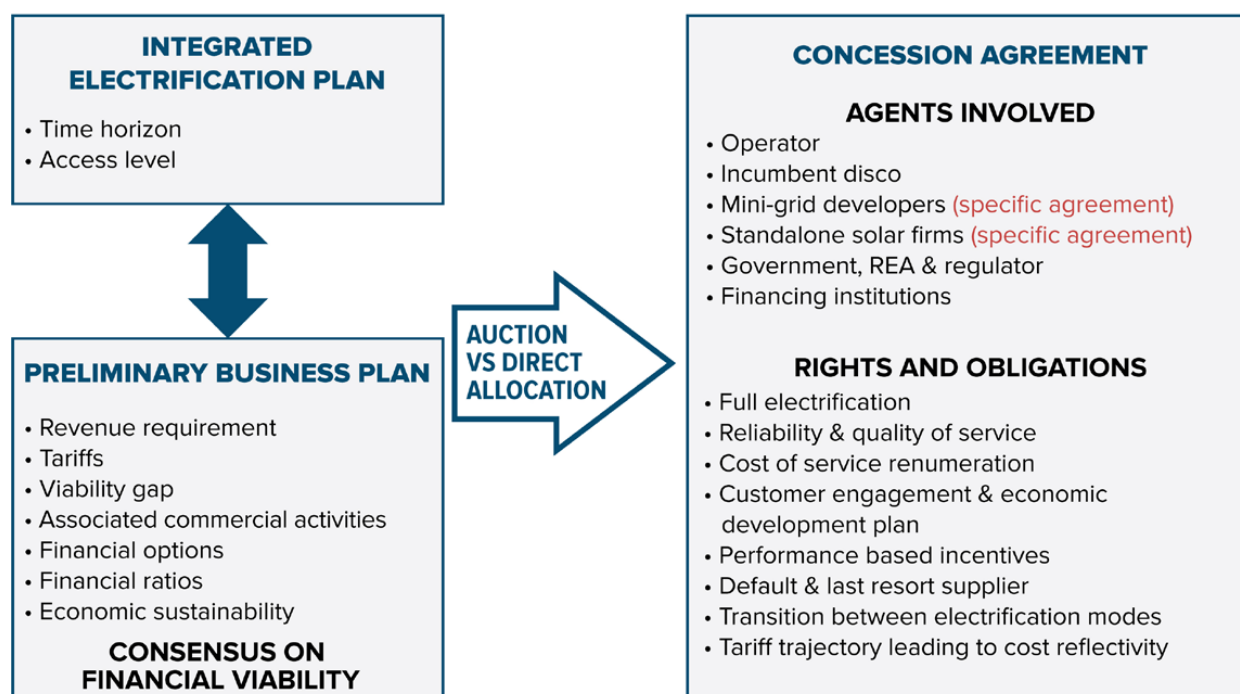 INTEGRATED
ELECTRIFICATION PLAN
• Time horizon
• Access level
PRELIMINARY BUSINESS PLAN
• Revenue requirement
• Tariffs
• Viability gap
• Associated commercial activities
• Financial options
• Financial ratios
• Economic sustainability
CONSENSUS ON
FINANCIAL VIABILITY
AUCTION
VS DIRECT
ALLOCATION
CONCESSION AGREEMENT
AGENTS INVOLVED
• Operator
• Incumbent disco
• Mini-grid developers (specific agreement)
• Standalone solar firms (specific agreement)
• Government, REA & regulator
• Financing institutions
RIGHTS AND OBLIGATIONS
• Full electrification
• Reliability & quality of service
• Cost of service renumeration
• Customer engagement & economic
development plan
• Performance based incentives
• Default & last resort supplier
• Transition between electrification modes
• Tariff trajectory leading to cost reflectivity